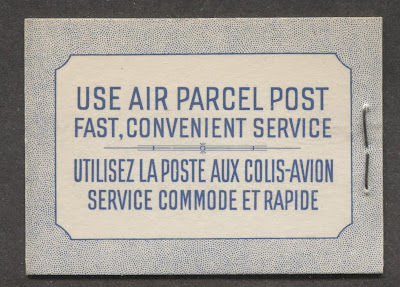 USE AIR PARCEL POST
FAST, CONVENIENT SERVICE
UTILISEZ LA POSTE AUX COLIS-AVION
SERVICE COMMODE ET RAPIDE